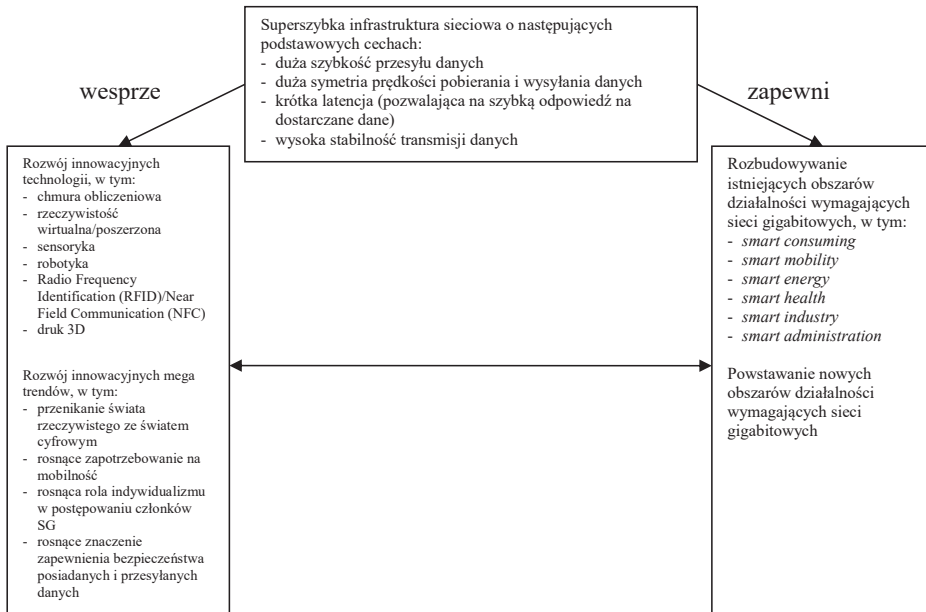 Superszybka infrastruktura sieciowa o następujących
podstawowych cechach:
- duża szybkość przesyłu danych
- duża symetria prędkości pobierania i wysyłania danych
- krótka latencja (pozwalająca na szybką odpowiedź na
dostarczane dane)
- wysoka stabilność transmisji danych
wesprze
zapewni
Rozwój innowacyjnych
technologii, w tym:
- chmura obliczeniowa
- rzeczywistość
wirtualna/poszerzona
- sensoryka
- robotyka
- Radio Frequency
Identification (RFID)/Near
Field Communication (NFC)
- druk 3D
Rozwój innowacyjnych mega
trendów, w tym:
- przenikanie świata
rzeczywistego ze światem
cyfrowym
- rosnące zapotrzebowanie na
mobilność
- rosnąca rola indywidualizmu
w postępowaniu członków
SG
- rosnące znaczenie
zapewnienia bezpieczeństwa
posiadanych i przesyłanych
danych
Rozbudowywanie
istniejących obszarów
działalności wymagających
sieci gigabitowych, w tym:
- smart consuming
- smart mobility
- smart energy
- smart health
- smart industry
- smart administration
Powstawanie nowych
obszarów działalności
wymagających sieci
gigabitowych